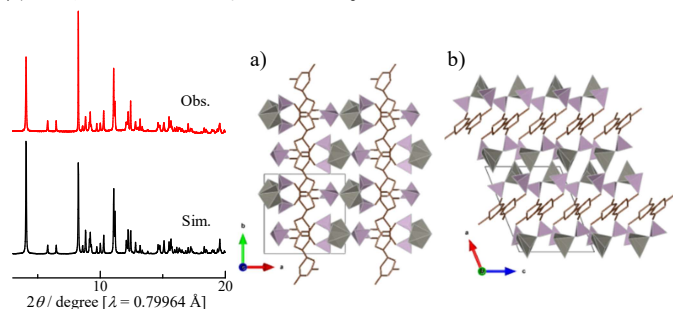 a)
b)
Obs.
Sim.
b
a
a
c
10
20
2θ / degree [λ = 0.79964 Å]